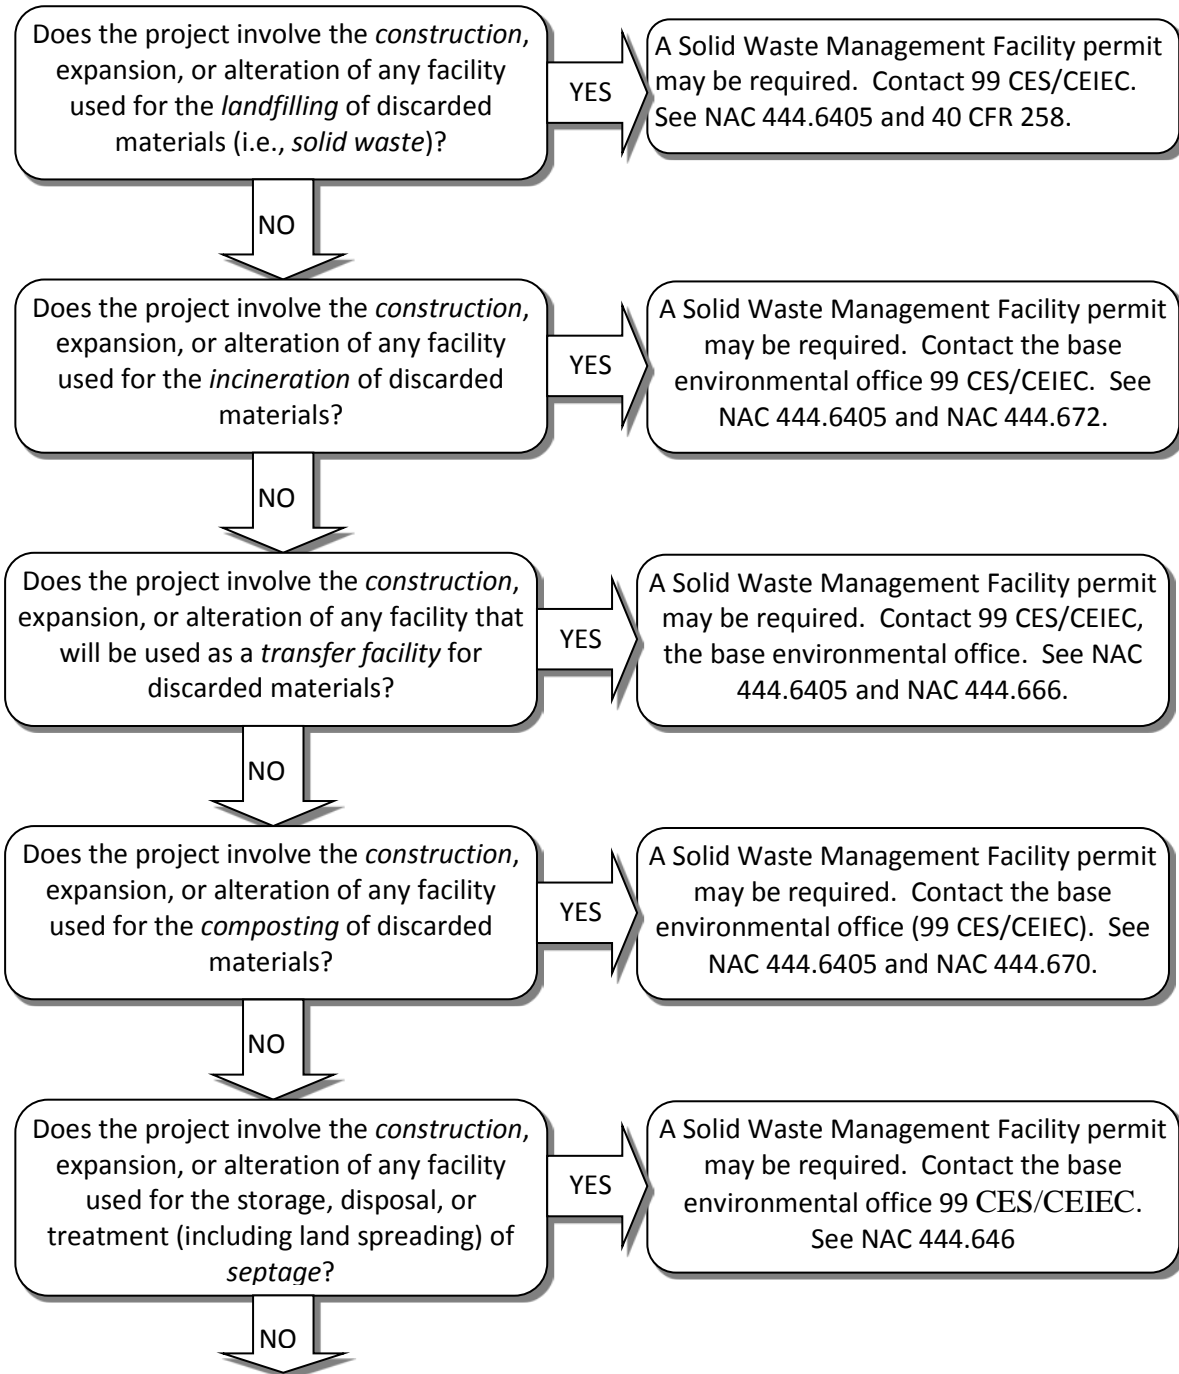 Does the project involve the construction,
expansion, or alteration of any facility
used for the landfilling of discarded
materials (i.e., solid waste)?
YES
A Solid Waste Management Facility permit
may be required.  Contact 99 CES/CEIEC.
See NAC 444.6405 and 40 CFR 258.
NO
Does the project involve the construction,
expansion, or alteration of any facility
used for the incineration of discarded
materials?
YES
A Solid Waste Management Facility permit
may be required.  Contact the base
environmental office 99 CES/CEIEC.  See
NAC 444.6405 and NAC 444.672.
NO
Does the project involve the construction,
expansion, or alteration of any facility that
will be used as a transfer facility for
discarded materials?
YES
A Solid Waste Management Facility permit
may be required.  Contact 99 CES/CEIEC,
the base environmental office.  See NAC
444.6405 and NAC 444.666.
NO
Does the project involve the construction,
expansion, or alteration of any facility
used for the composting of discarded
materials?
YES
A Solid Waste Management Facility permit
may be required.  Contact the base
environmental office (99 CES/CEIEC).  See
NAC 444.6405 and NAC 444.670.
NO
Does the project involve the construction,
expansion, or alteration of any facility
used for the storage, disposal, or
treatment (including land spreading) of
septage?
YES
A Solid Waste Management Facility permit
may be required.  Contact the base
environmental office 99 CES/CEIEC.
See NAC 444.646
NO